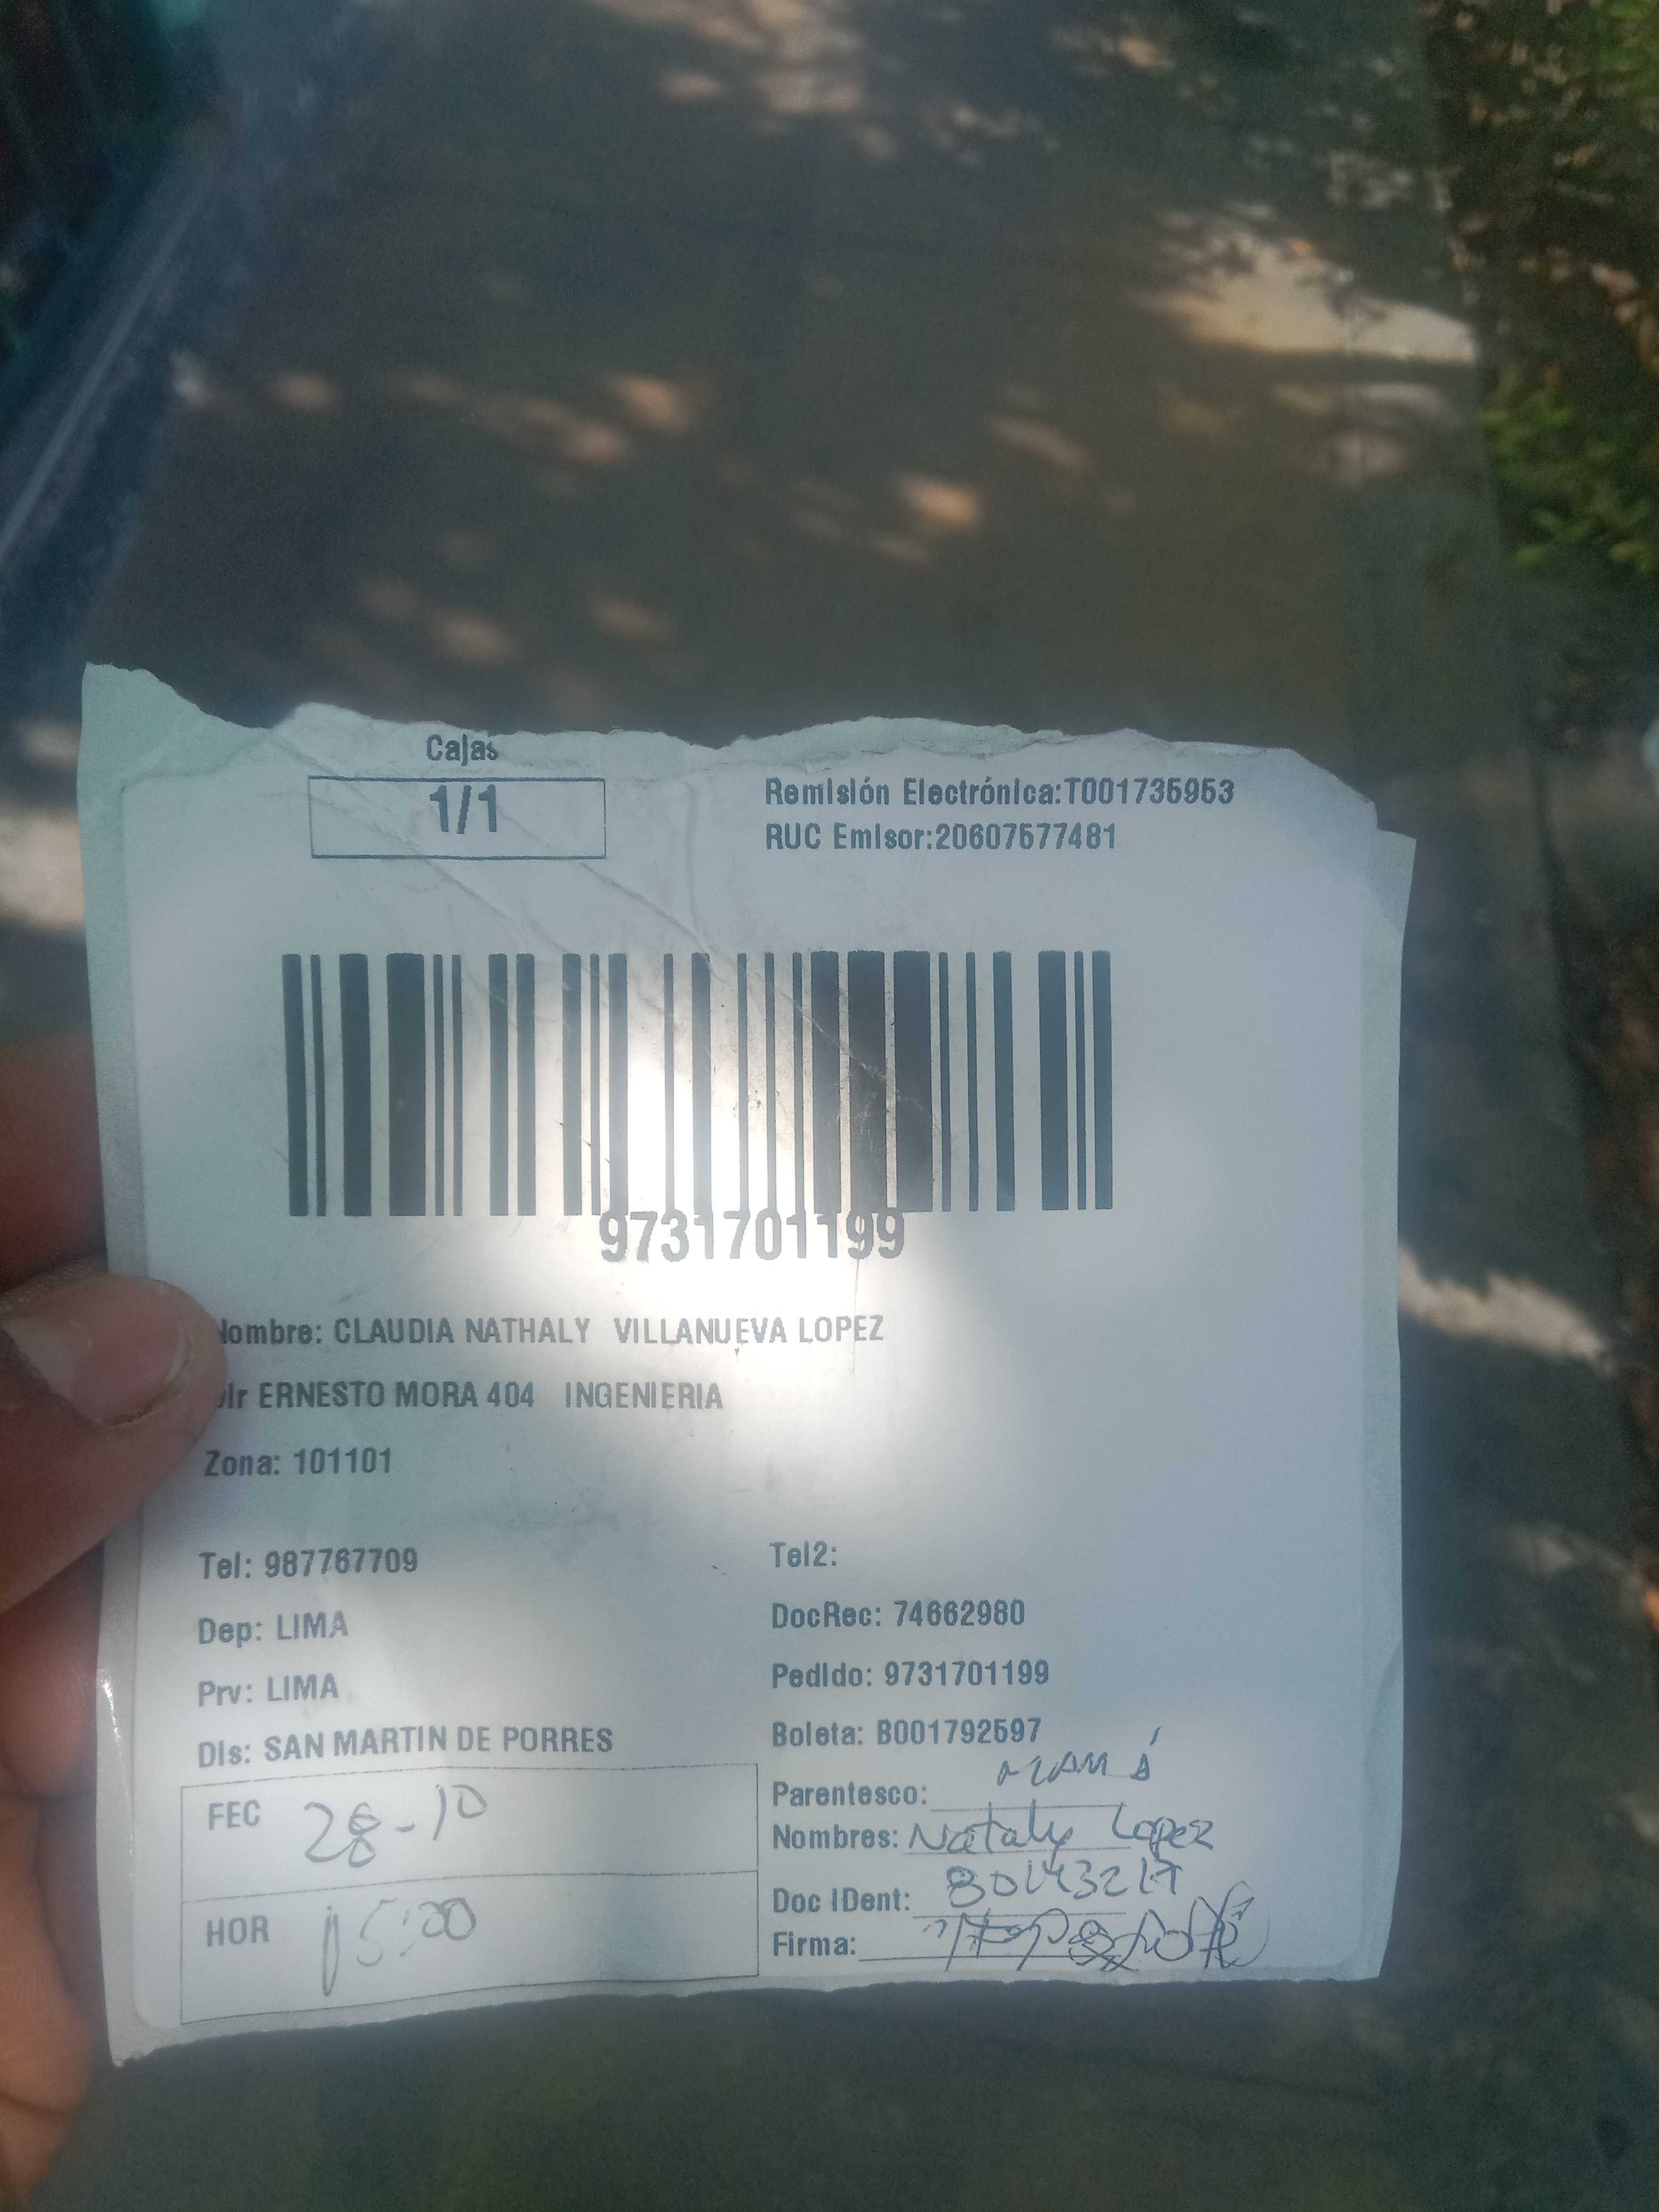 Cajas
1/1
Remisión Electrónica:T001735953
RUC Emisor:20607577481
9731701199
Nombre: CLAUDIA NATHALY VILLANUEVA LOPEZ
Dir ERNESTO MORA 404 INGENIERIA
Zona: 101101
Tel: 987767709
Tel2:
Dep: LIMA
DocRec: 74662980
Prv: LIMA
Pedido: 9731701199
Dis: SAN MARTIN DE PORRES
Boleta: B001792597
FEC 28-10
Parentesco: MAMÁ
Nombres: Nataly Lopez
HOR 15:00
Doc IDent:
Firma: